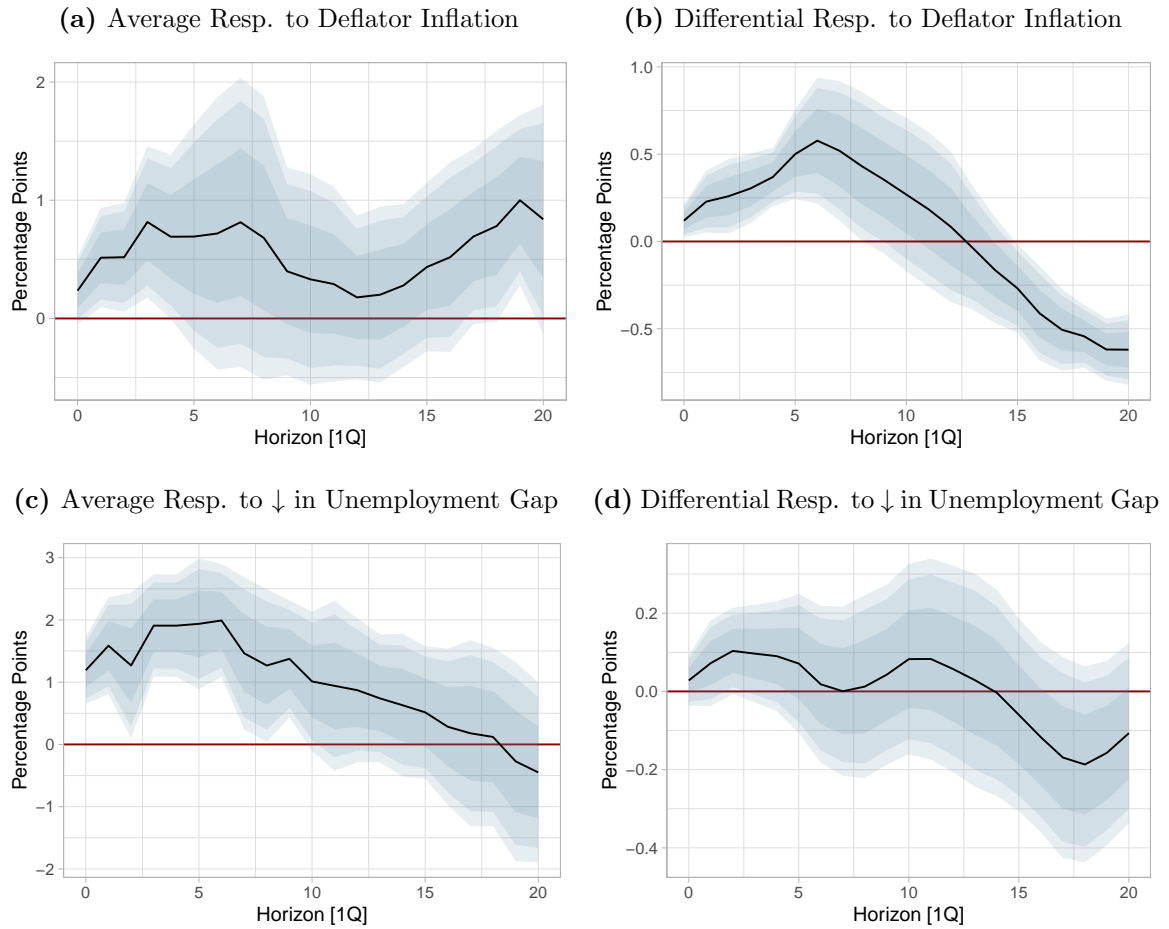 (a) Average Resp. to Deflator Inflation
2
1
0
Percentage Points
0 5 10 15 20
Horizon [1Q]
(b) Differential Resp. to Deflator Inflation
1.0
0.5
0.0
−0.5
Percentage Points
0 5 10 15 20
Horizon [1Q]
(c) Average Resp. to ↓ in Unemployment Gap
3
2
1
0
−1
−2
Percentage Points
0 5 10 15 20
Horizon [1Q]
(d) Differential Resp. to ↓ in Unemployment Gap
0.2
0.0
−0.2
−0.4
Percentage Points
0 5 10 15 20
Horizon [1Q]